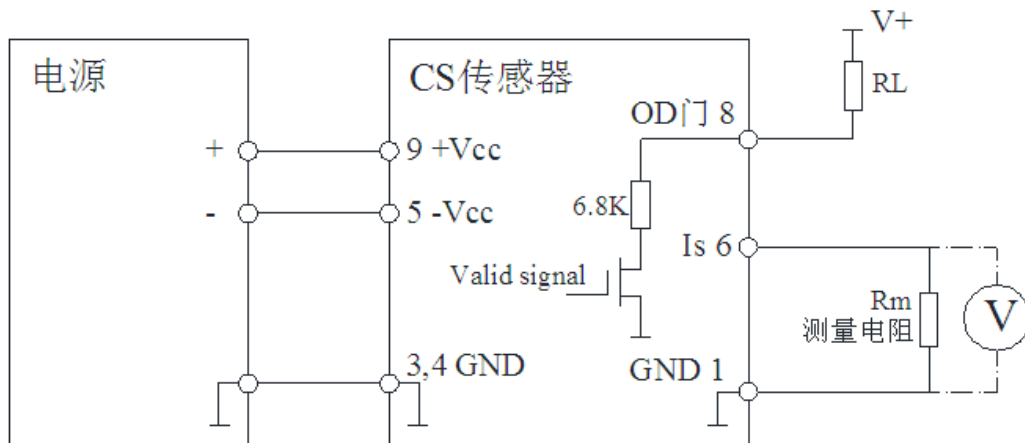 电源
+
-
CS传感器
9 +Vcc
5 -Vcc
3,4 GND
OD门 8
6.8K
Valid signal
Is 6
GND 1
V+
RL
Rm
测量电阻
V